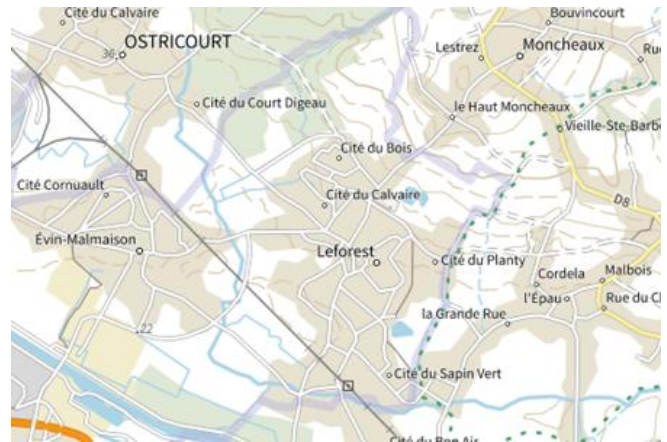 Cité du Calvaire
Bouvincourt
OSTRICOURT
36
Lestrez
Moncheaux
Cité du Court Digeau
le Haut Moncheaux
Vieille-Ste-Barb
Cité du Bois
Cité Cornuault
Cité du Calvaire
D8
Évin-Malmaison
Leforest
Cité du Planty
Cordela
Malbois
l'Épau
Rue du C
la Grande Rue
22
Cité du Sapin Vert